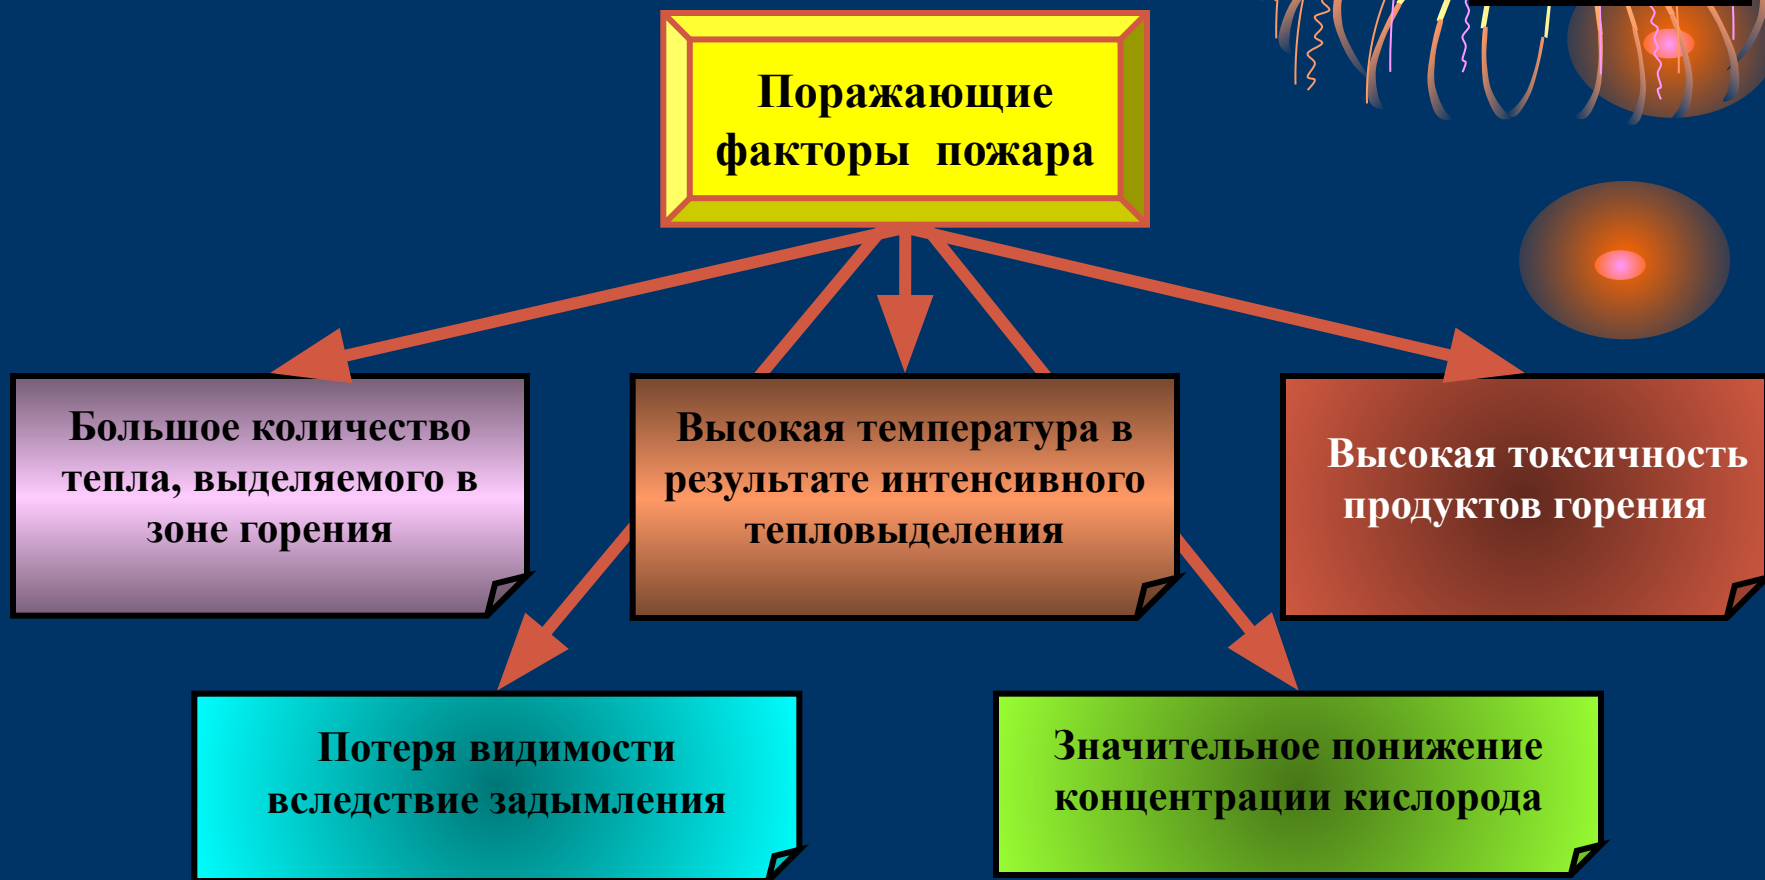 Поражающие
факторы пожара
Большое количество
тепла, выделяемого в
зоне горения
Высокая температура в
результате интенсивного
тепловыделения
Высокая токсичность
продуктов горения
Потеря видимости
вследствие задымления
Значительное понижение
концентрации кислорода